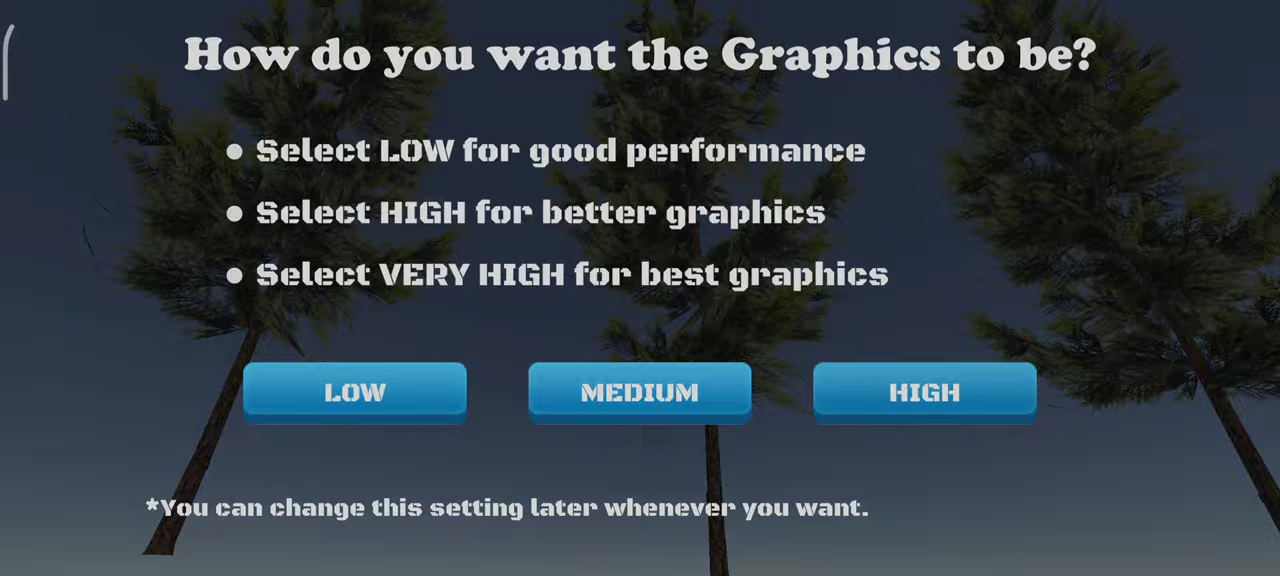 How do you want the Graphics to be?
● Select LOW for good performance
● Select HIGH for better graphics
● Select VERY HIGH for best graphics
LOW MEDIUM HIGH
*You can change this setting later whenever you want.